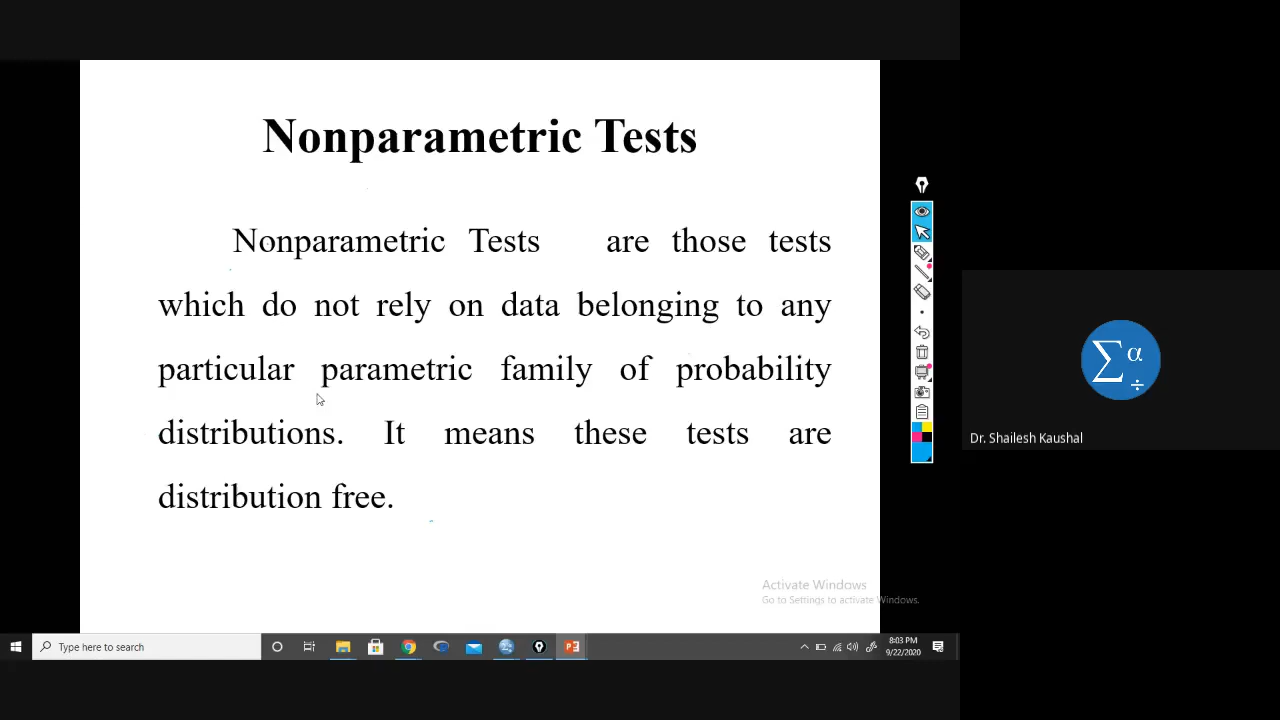 Nonparametric Tests
Nonparametric Tests are those tests
which do not rely on data belonging to any
particular parametric family of probability
distributions. It means these tests are
distribution free.
Activate Windows
Go to Settings to activate Windows.
Σα÷
Dr. Shailesh Kaushal
Type here to search
8:03 PM
9/22/2020